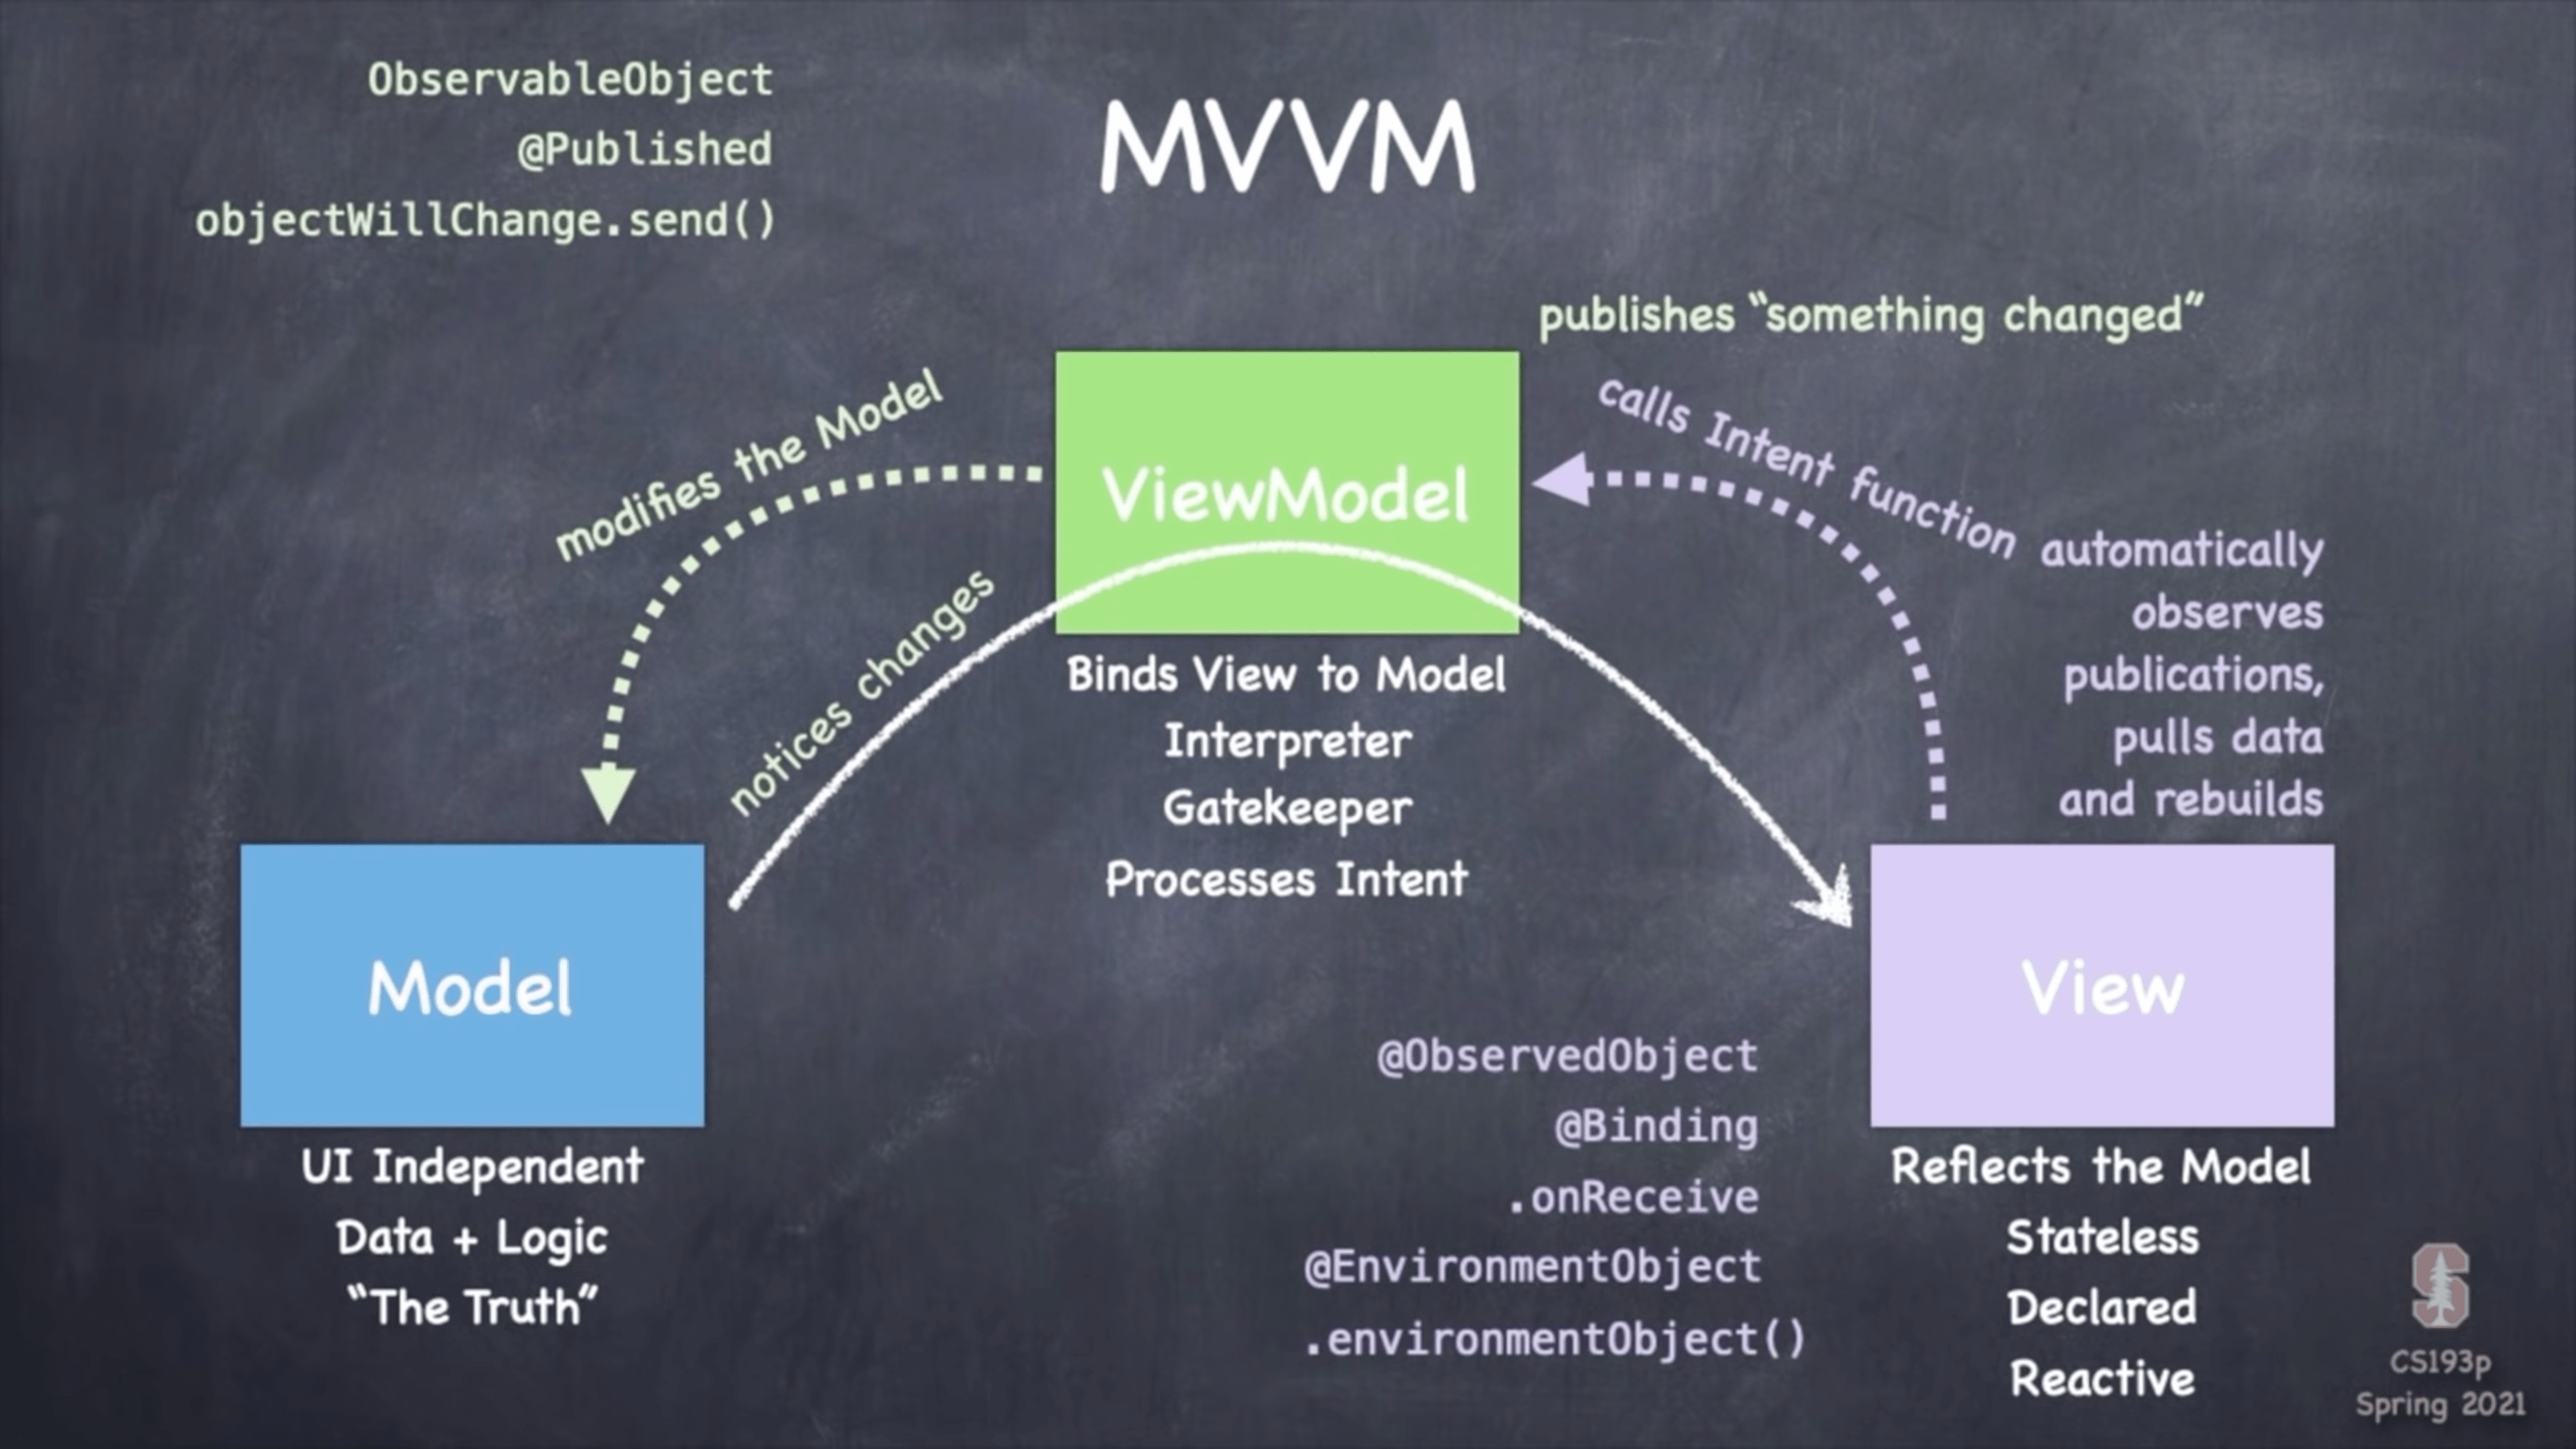 ObservableObject
@Published
objectWillChange.send()
MVVM
publishes “something changed”
modifies the Model
calls Intent function
ViewModel
notices changes
automatically
observes
publications,
pulls data
and rebuilds
Binds View to Model
Interpreter
Gatekeeper
Processes Intent
Model
View
UI Independent
Data + Logic
“The Truth”
@ObservedObject
@Binding
.onReceive
@EnvironmentObject
.environmentObject()
Reflects the Model
Stateless
Declared
Reactive
S
CS193p
Spring 2021